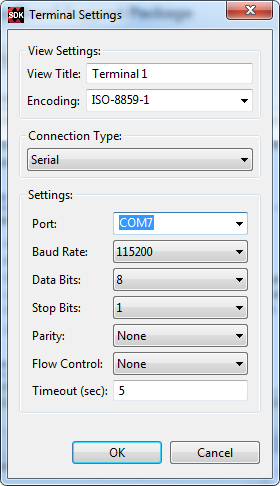 SDK Terminal Settings
View Settings:
View Title: Terminal 1
Encoding: ISO-8859-1
Connection Type:
Serial
Settings:
Port: COM7
Baud Rate: 115200
Data Bits: 8
Stop Bits: 1
Parity: None
Flow Control: None
Timeout (sec): 5
OK Cancel